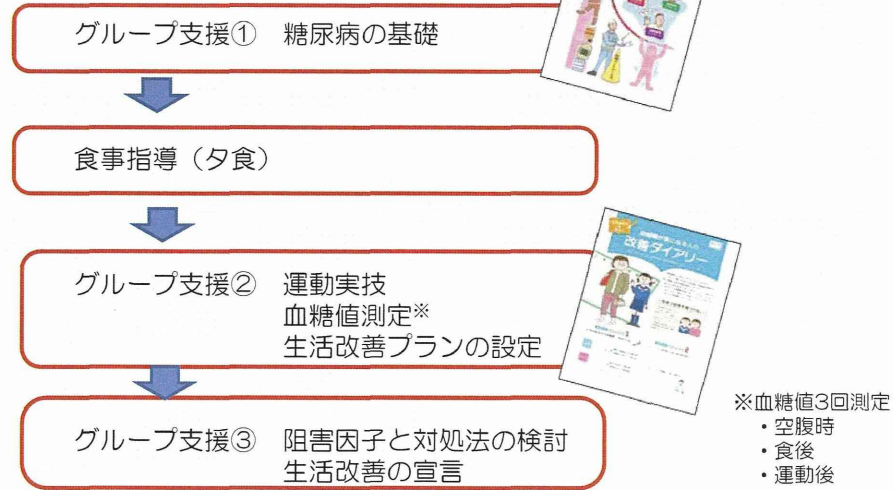 グループ支援① 糖尿病の基礎
食事指導（夕食）
グループ支援② 運動実技
血糖値測定※
生活改善プランの設定
改善ダイアリー
グループ支援③ 阻害因子と対処法の検討
生活改善の宣言
※血糖値3回測定
・空腹時
・食後
・運動後